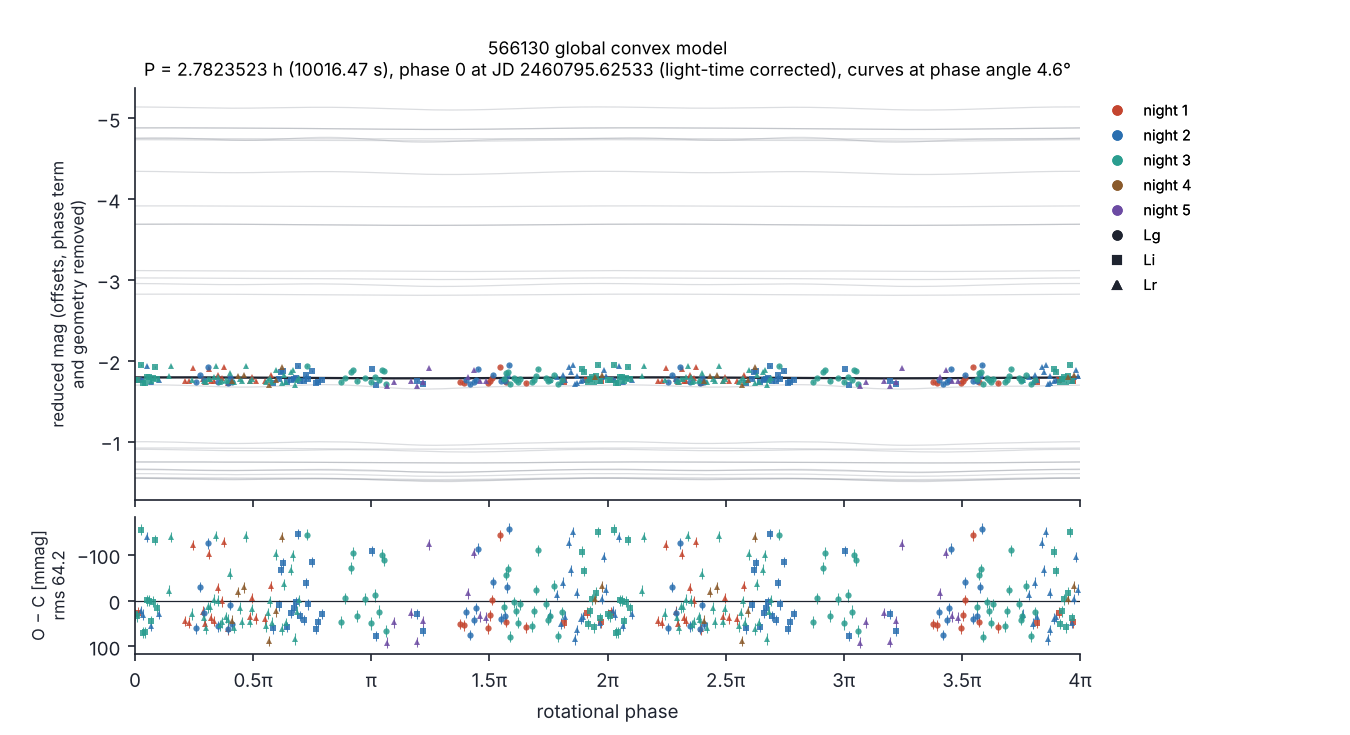 566130 global convex model
P = 2.7823523 h (10016.47 s), phase 0 at JD 2460795.62533 (light-time corrected), curves at phase angle 4.6°
reduced mag (offsets, phase term
and geometry removed)
−5
−4
−3
−2
−1
night 1
night 2
night 3
night 4
night 5
Lg
Li
Lr
O − C [mmag]
rms 64.2
−100
0
100
0
0.5π
π
1.5π
2π
2.5π
3π
3.5π
4π
rotational phase